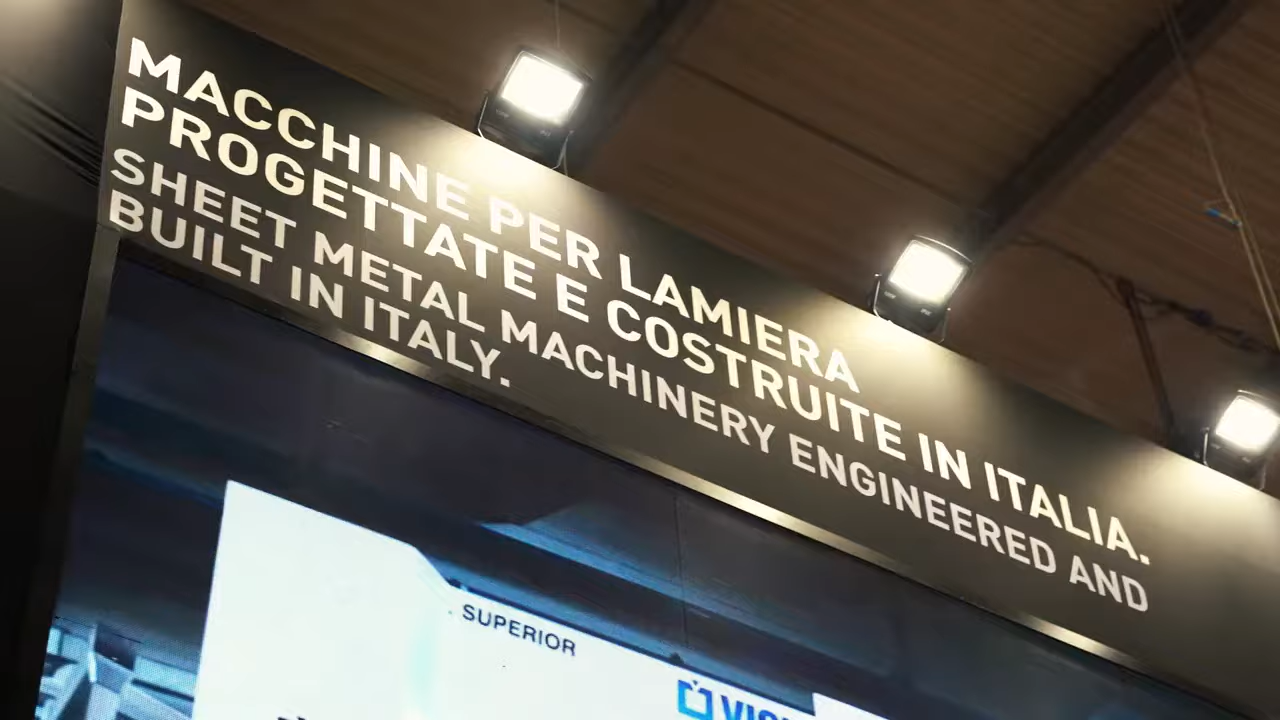 MACCHINE PER LAMIERA
PROGETTATE E COSTRUITE IN ITALIA.
SHEET METAL MACHINERY ENGINEERED AND
BUILT IN ITALY.
SUPERIOR